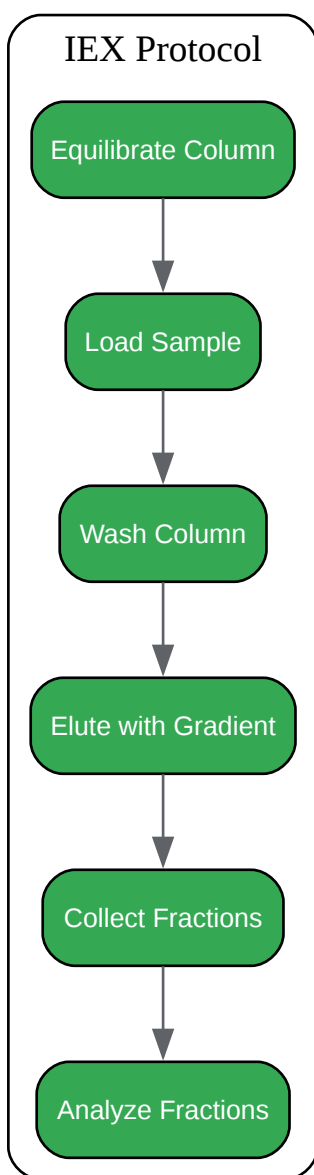 IEX Protocol
Equilibrate Column
Load Sample
Wash Column
Elute with Gradient
Collect Fractions
Analyze Fractions